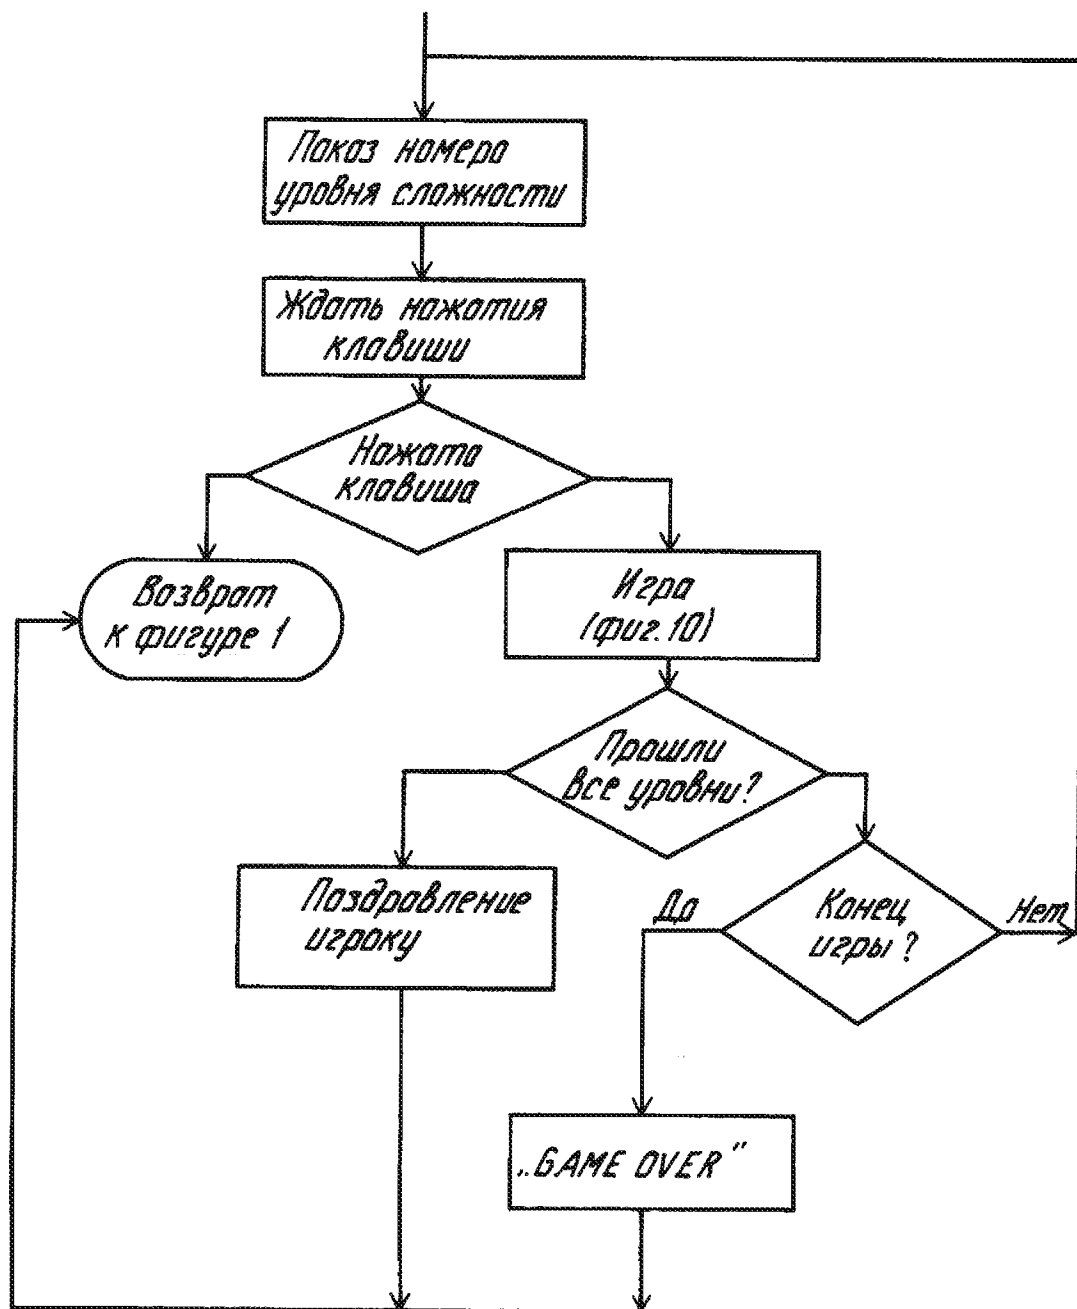 Показ номера
уровня сложности
Ждать нажатия
клавиши
Нажата
клавиша
Возврат
к фигуре 1
Игра
(фиг. 10)
Прошли
все уровни?
Поздравление
игроку
Да
Конец
игры?
Нет
„GAME OVER"